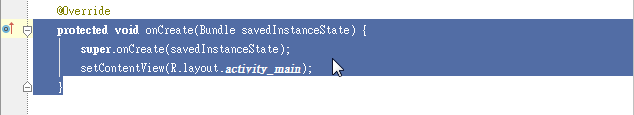 @Override
protected void onCreate(Bundle savedInstanceState) {
super.onCreate(savedInstanceState);
setContentView(R.layout.activity_main);
}